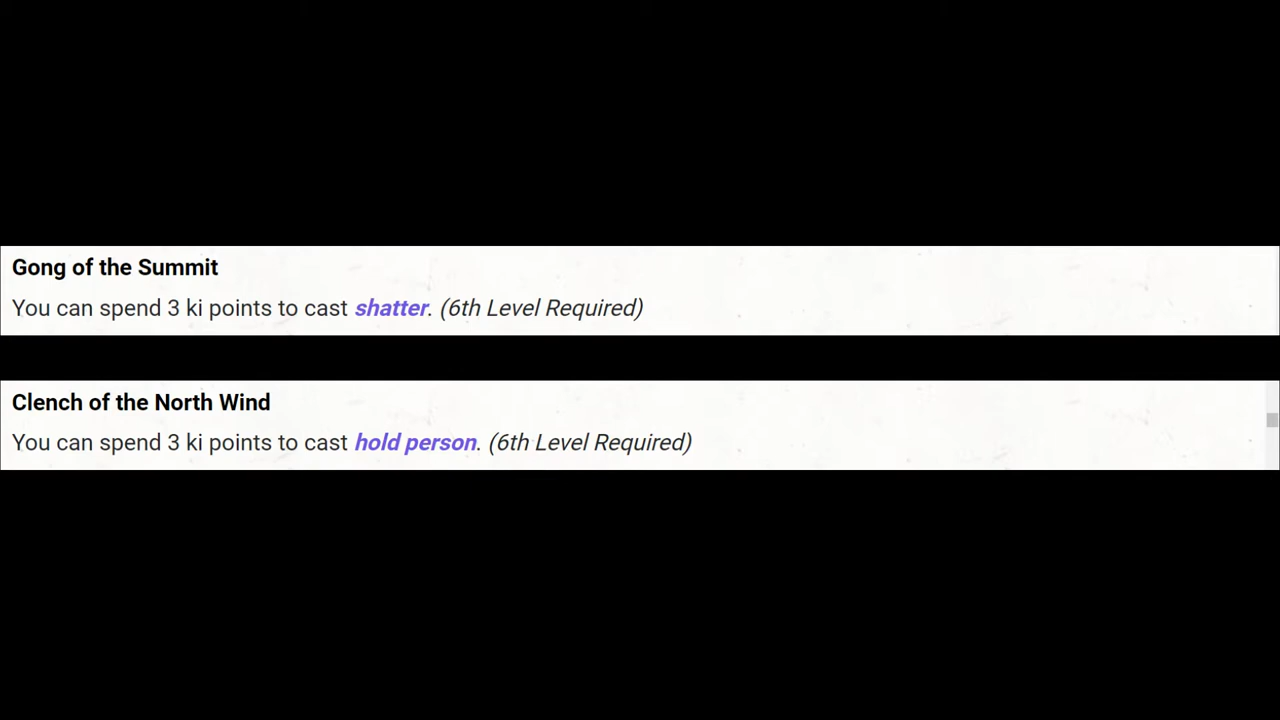 Gong of the Summit
You can spend 3 ki points to cast shatter. (6th Level Required)
Clench of the North Wind
You can spend 3 ki points to cast hold person. (6th Level Required)